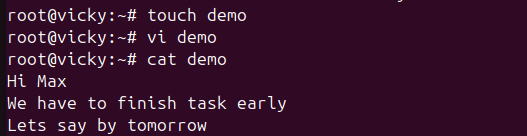 root@vicky:~# touch demo
root@vicky:~# vi demo
root@vicky:~# cat demo
Hi Max
We have to finish task early
Lets say by tomorrow